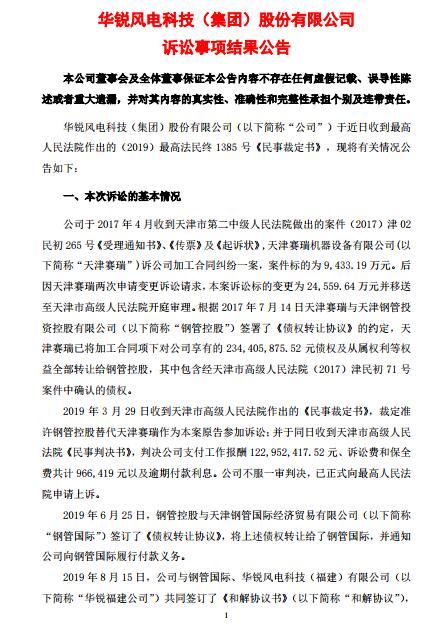 华锐风电科技（集团）股份有限公司
诉讼事项结果公告
本公司董事会及全体董事保证本公告内容不存在任何虚假记载、误导性陈
述或者重大遗漏，并对其内容的真实性、准确性和完整性承担个别及连带责任。
华锐风电科技（集团）股份有限公司（以下简称“公司”）于近日收到最高
人民法院作出的（2019）最高法民终 1385 号《民事裁定书》，现将有关情况公
告如下：
一、本次诉讼的基本情况
公司于 2017 年 4 月收到天津市第二中级人民法院做出的案件（2017）津 02
民初 265 号《受理通知书》、《传票》及《起诉状》,天津赛瑞机器设备有限公司(以
下简称“天津赛瑞”)诉公司加工合同纠纷一案，案件标的为 9,433.19 万元。后
因天津赛瑞两次申请变更诉讼请求，本案诉讼标的变更为 24,559.64 万元并移送
至天津市高级人民法院开庭审理。根据 2017 年 7 月 14 日天津赛瑞与天津钢管投
资控股有限公司（以下简称“钢管控股”）签署了《债权转让协议》的约定，天
津赛瑞已将加工合同项下对公司享有的 234,405,875.52 元债权及从属权利等权
益全部转让给钢管控股，其中包含经天津市高级人民法院（2017）津民初 71 号
案件中确认的债权。
2019 年 3 月 29 日收到天津市高级人民法院作出的《民事裁定书》，裁定准
许钢管控股替代天津赛瑞作为本案原告参加诉讼；并于同日收到天津市高级人民
法院《民事判决书》，判决公司支付工作报酬 122,952,417.52 元、诉讼费和保全
费共计 966,419 元以及逾期付款利息。公司不服一审判决，已正式向最高人民法
院申请上诉。
2019 年 6 月 25 日，钢管控股与天津钢管国际经济贸易有限公司（以下简称
“钢管国际”）签订了《债权转让协议》，将上述债权转让给了钢管国际，并通知
公司向钢管国际履行付款义务。
2019 年 8 月 15 日，公司与钢管国际、华锐风电科技（福建）有限公司（以
下简称“华锐福建公司”）共同签订了《和解协议书》（以下简称“和解协议”），
1